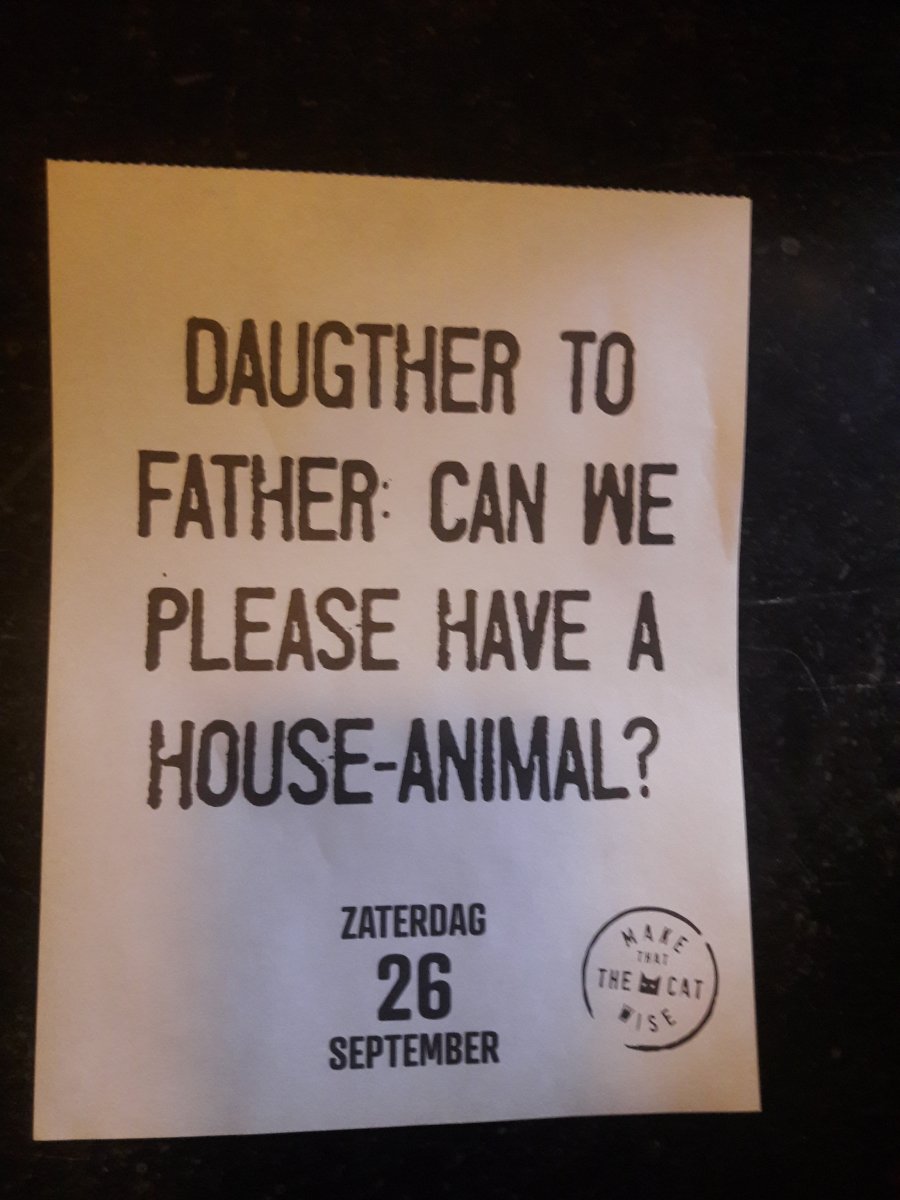 DAUGTHER TO
FATHER: CAN WE
PLEASE HAVE A
HOUSE-ANIMAL?
ZATERDAG
26
SEPTEMBER
MAKE
THAT
THE CAT
WISE